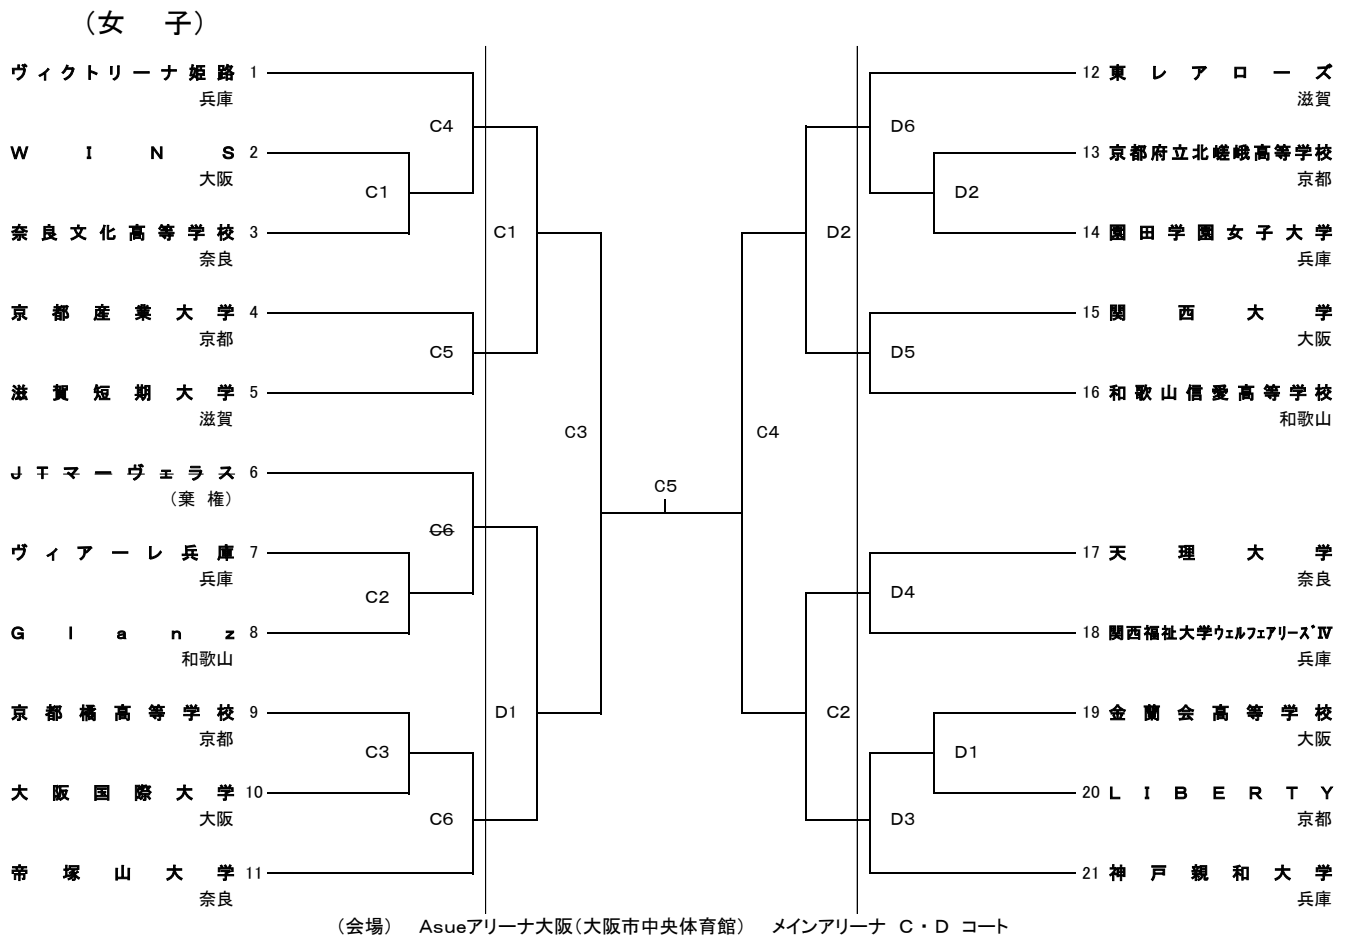 （女　子）
ヴィクトリーナ姫路 1
兵庫
C4
ＷＩＮＳ 2
大阪
C1
奈良文化高等学校 3
奈良
C1
京都産業大学 4
京都
C5
滋賀短期大学 5
滋賀
C3
JTマーヴェラス 6
（棄　権）
C6
ヴィアーレ兵庫 7
兵庫
C2
Ｇｌａｎｚ 8
和歌山
京都橘高等学校 9
京都
D1
C3
大阪国際大学 10
大阪
C6
帝塚山大学 11
奈良
C5
12 東レアローズ
滋賀
D6
13 京都府立北嵯峨高等学校
京都
D2
14 園田学園女子大学
兵庫
D2
15 関西大学
大阪
D5
16 和歌山信愛高等学校
和歌山
C4
17 天理大学
奈良
D4
18 関西福祉大学ウェルフェアリーズⅣ
兵庫
19 金蘭会高等学校
大阪
C2
D1
20 ＬＩＢＥＲＴＹ
京都
D3
21 神戸親和大学
兵庫
（会場）　Asueアリーナ大阪（大阪市中央体育館）　メインアリーナ　C・D　コート